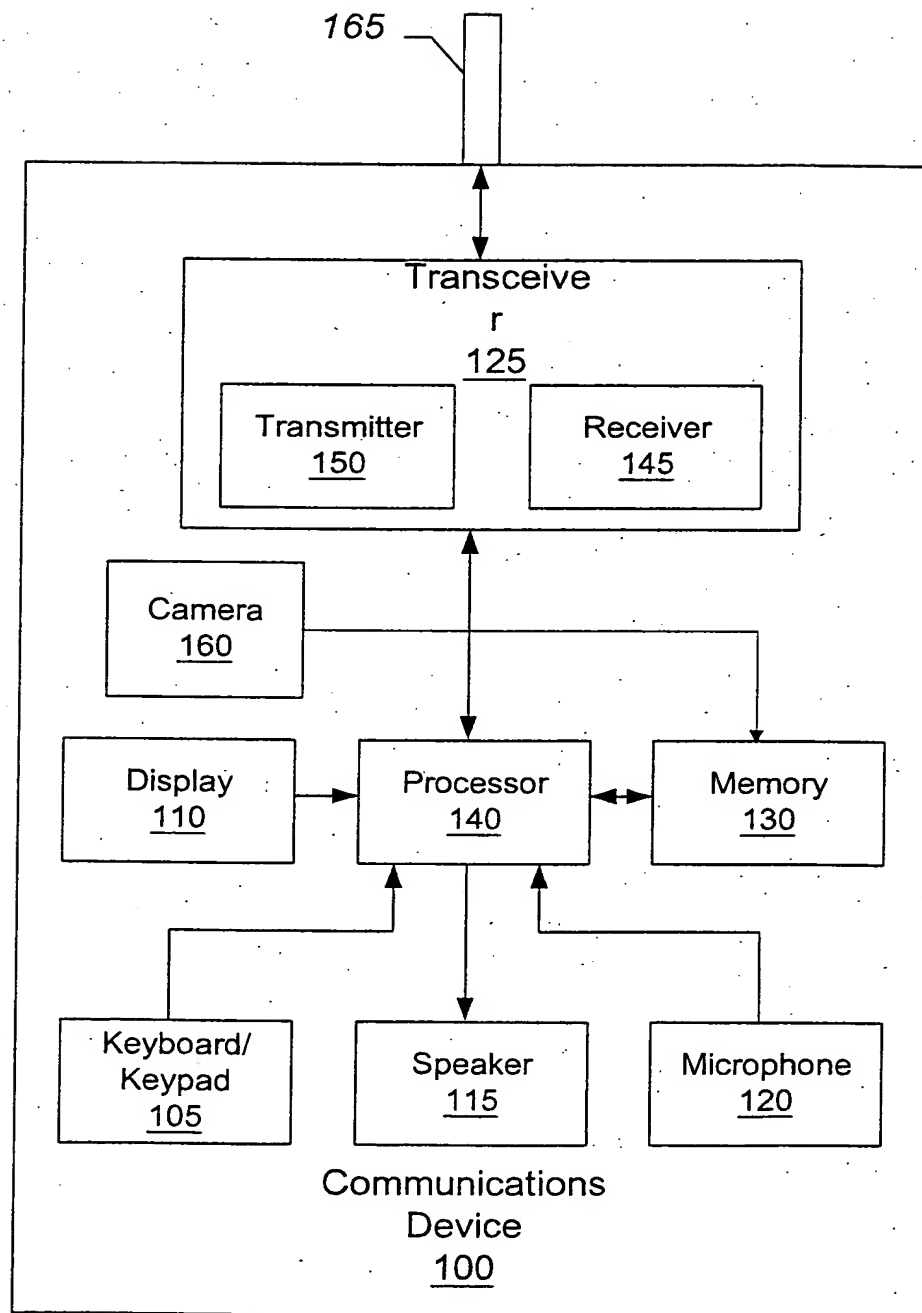 165
Transceive
r
125
Transmitter
150
Receiver
145
Camera
160
Display
110
Processor
140
Memory
130
Keyboard/
Keypad
105
Speaker
115
Microphone
120
Communications
Device
100